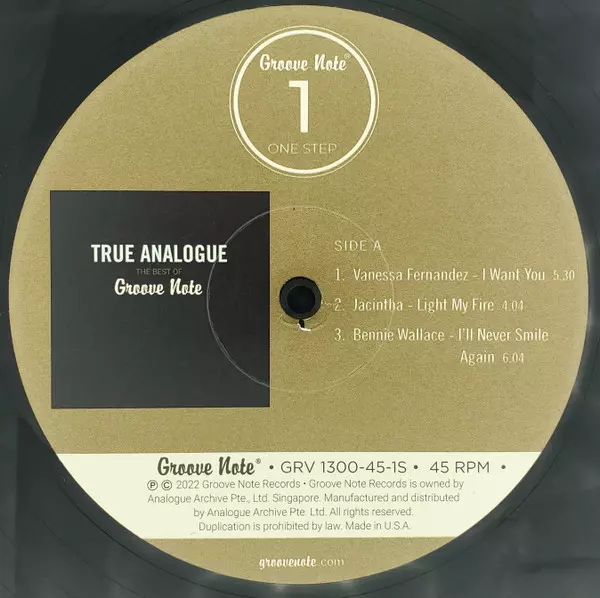 Groove Note®
1
ONE STEP
TRUE ANALOGUE
THE BEST OF
Groove Note
SIDE A
1. Vanessa Fernandez - I Want You 5.30
2. Jacintha - Light My Fire 4.04
3. Bennie Wallace - I'll Never Smile
Again 6:04
Groove Note® • GRV 1300-45-1S • 45 RPM •
℗ © 2022 Groove Note Records • Groove Note Records is owned by
Analogue Archive Pte., Ltd. Singapore. Manufactured and distributed
by Analogue Archive Pte. Ltd. All rights reserved.
Duplication is prohibited by law. Made in U.S.A.
groovenote.com